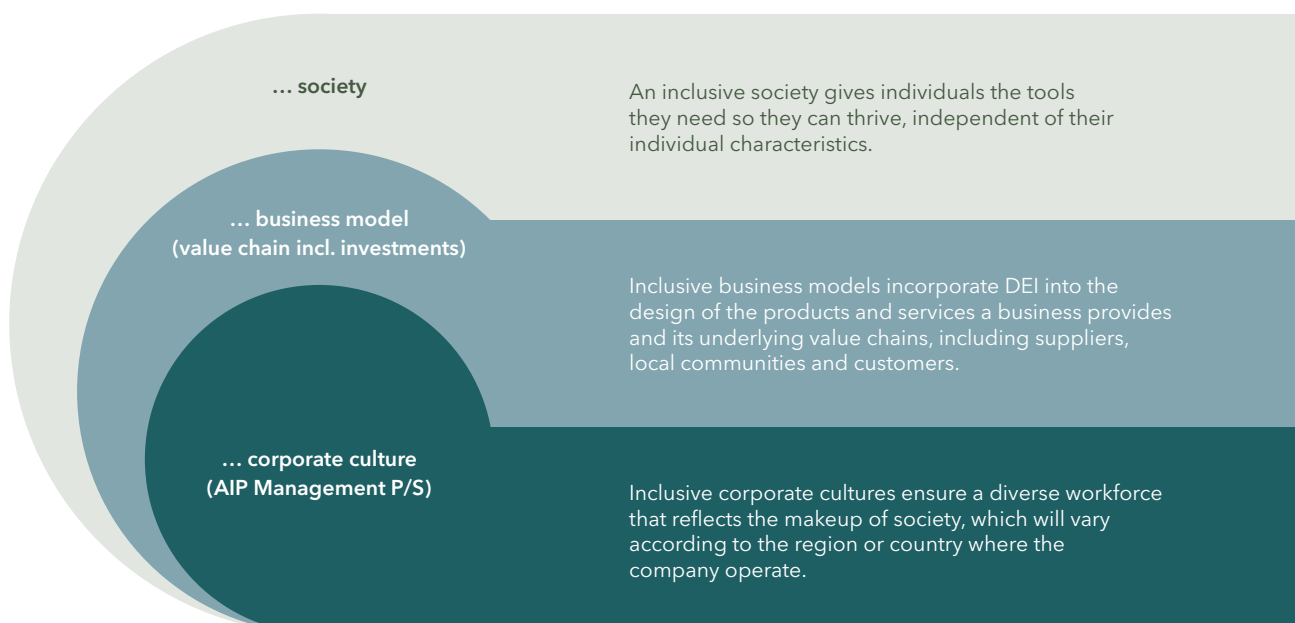 … society
An inclusive society gives individuals the tools
they need so they can thrive, independent of their
individual characteristics.
… business model
(value chain incl. investments)
Inclusive business models incorporate DEI into the
design of the products and services a business provides
and its underlying value chains, including suppliers,
local communities and customers.
… corporate culture
(AIP Management P/S)
Inclusive corporate cultures ensure a diverse workforce
that reflects the makeup of society, which will vary
according to the region or country where the
company operate.